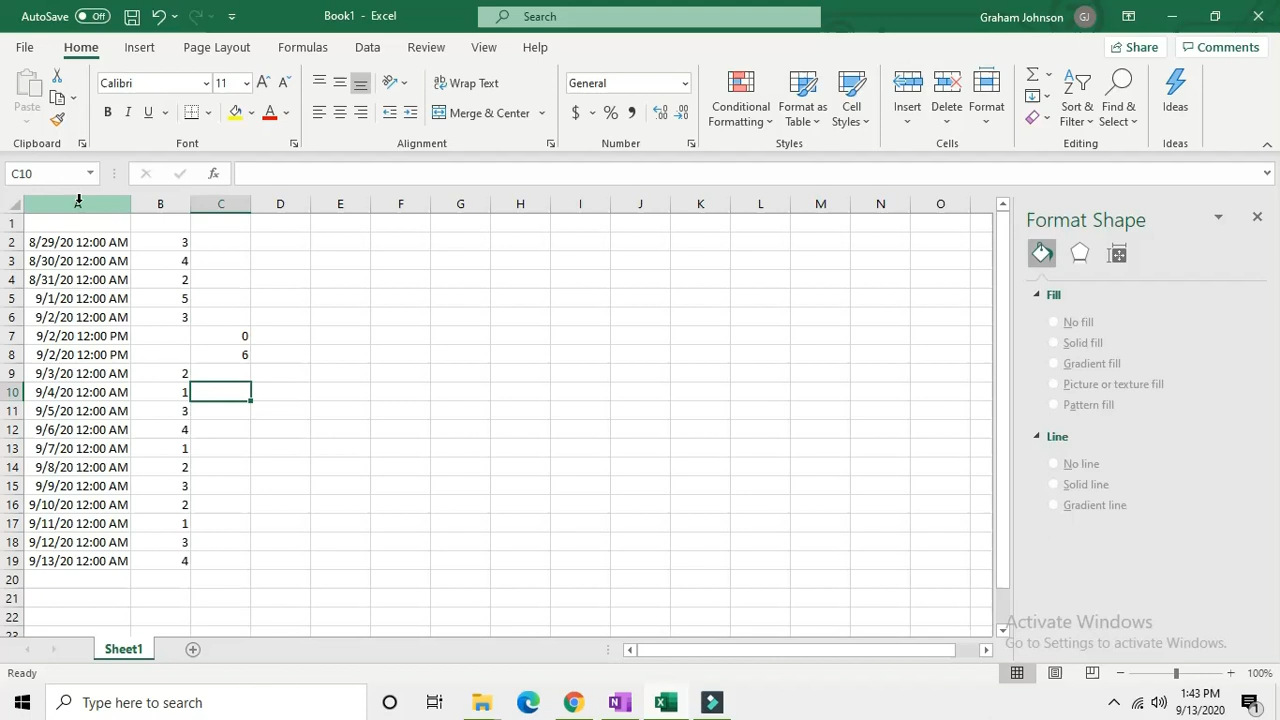 AutoSave Off Book1 - Excel Search Graham Johnson GJ
File Home Insert Page Layout Formulas Data Review View Help Share Comments
Calibri 11 Wrap Text General
Paste B I U A Merge & Center $ % , Conditional Formatting Format as Table Cell Styles Insert Delete Format Sort & Filter Find & Select Ideas
Clipboard Font Alignment Number Styles Cells Editing Ideas
C10 fx
A B C D E F G H I J K L M N O
1
2 8/29/20 12:00 AM 3
3 8/30/20 12:00 AM 4
4 8/31/20 12:00 AM 2
5 9/1/20 12:00 AM 5
6 9/2/20 12:00 AM 3
7 9/2/20 12:00 PM 0
8 9/2/20 12:00 PM 6
9 9/3/20 12:00 AM 2
10 9/4/20 12:00 AM 1
11 9/5/20 12:00 AM 3
12 9/6/20 12:00 AM 4
13 9/7/20 12:00 AM 1
14 9/8/20 12:00 AM 2
15 9/9/20 12:00 AM 3
16 9/10/20 12:00 AM 2
17 9/11/20 12:00 AM 1
18 9/12/20 12:00 AM 3
19 9/13/20 12:00 AM 4
20
21
22
23
Format Shape
Fill
No fill
Solid fill
Gradient fill
Picture or texture fill
Pattern fill
Line
No line
Solid line
Gradient line
Activate Windows
Go to Settings to activate Windows.
Sheet1
Ready 100%
Type here to search 1:43 PM
9/13/2020